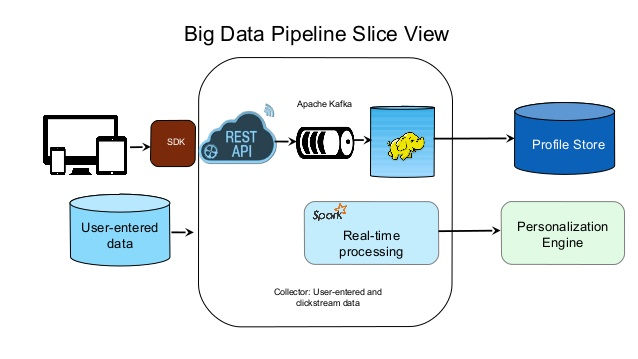 Big Data Pipeline Slice View
Apache Kafka
SDK
REST
API
Profile Store
User-entered
data
Spark
Real-time
processing
Personalization
Engine
Collector: User-entered and
clickstream data